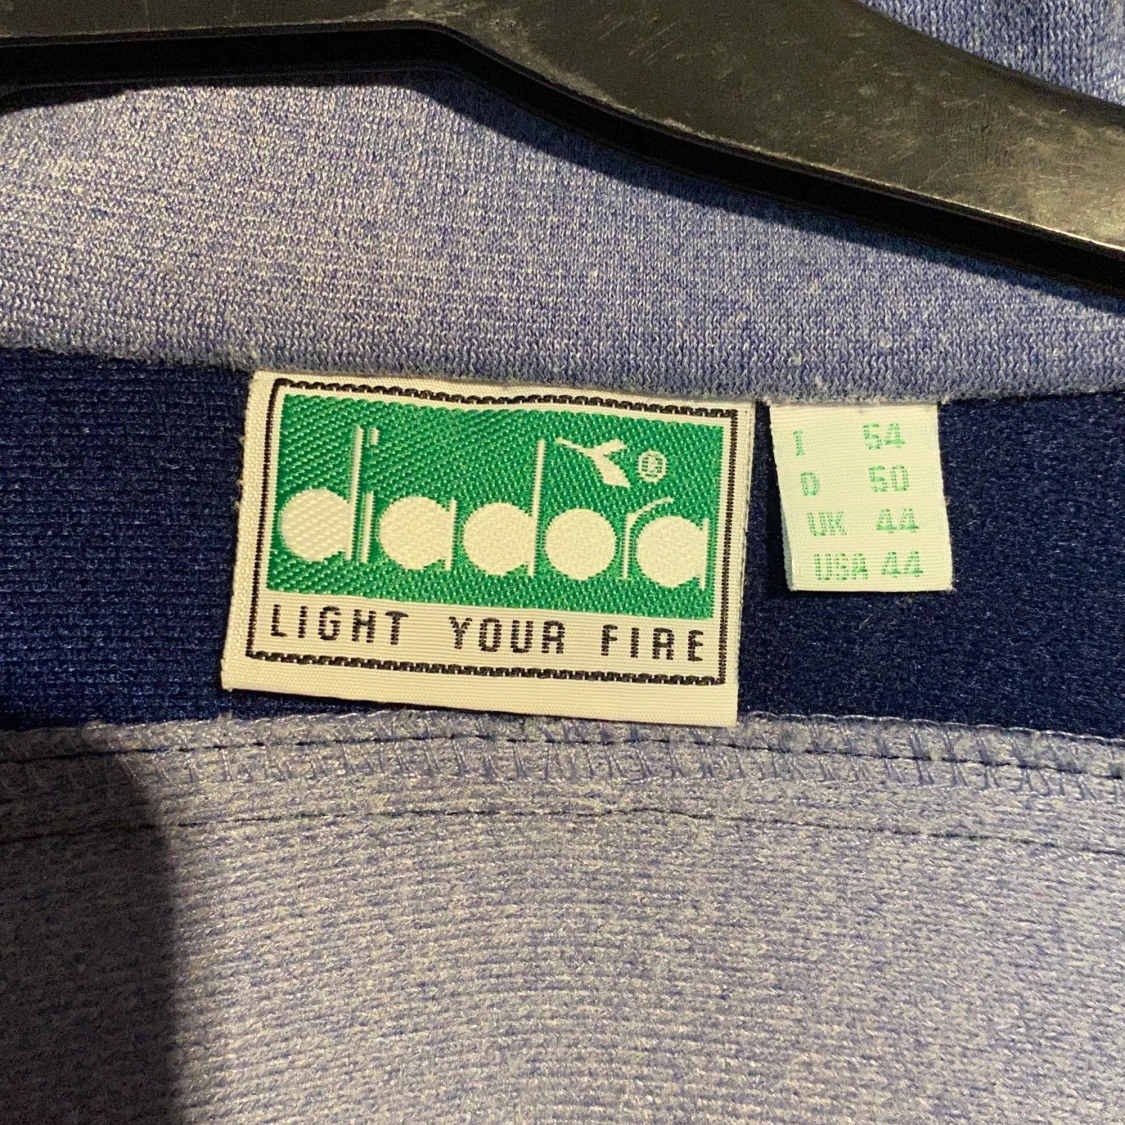 diadora ©
LIGHT YOUR FIRE
I 54
D 50
UK 44
USA 44